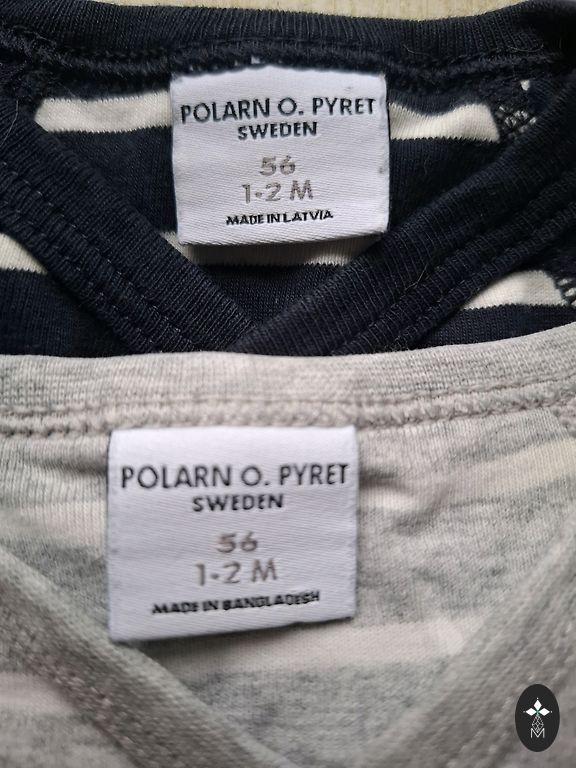 POLARN O. PYRET
SWEDEN
56
1-2 M
MADE IN LATVIA
POLARN O. PYRET
SWEDEN
56
1-2 M
MADE IN BANGLADESH
M